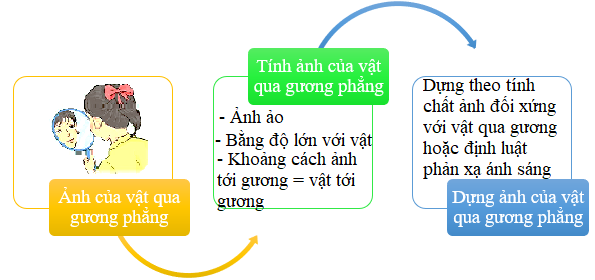 Ảnh của vật qua
gương phẳng
Tính ảnh của vật
qua gương phẳng
- Ảnh ảo
- Bằng độ lớn với vật
- Khoảng cách ảnh
tới gương = vật tới
gương
Dựng theo tính
chất ảnh đối xứng
với vật qua gương
hoặc định luật
phản xạ ánh sáng
Dựng ảnh của vật
qua gương phẳng